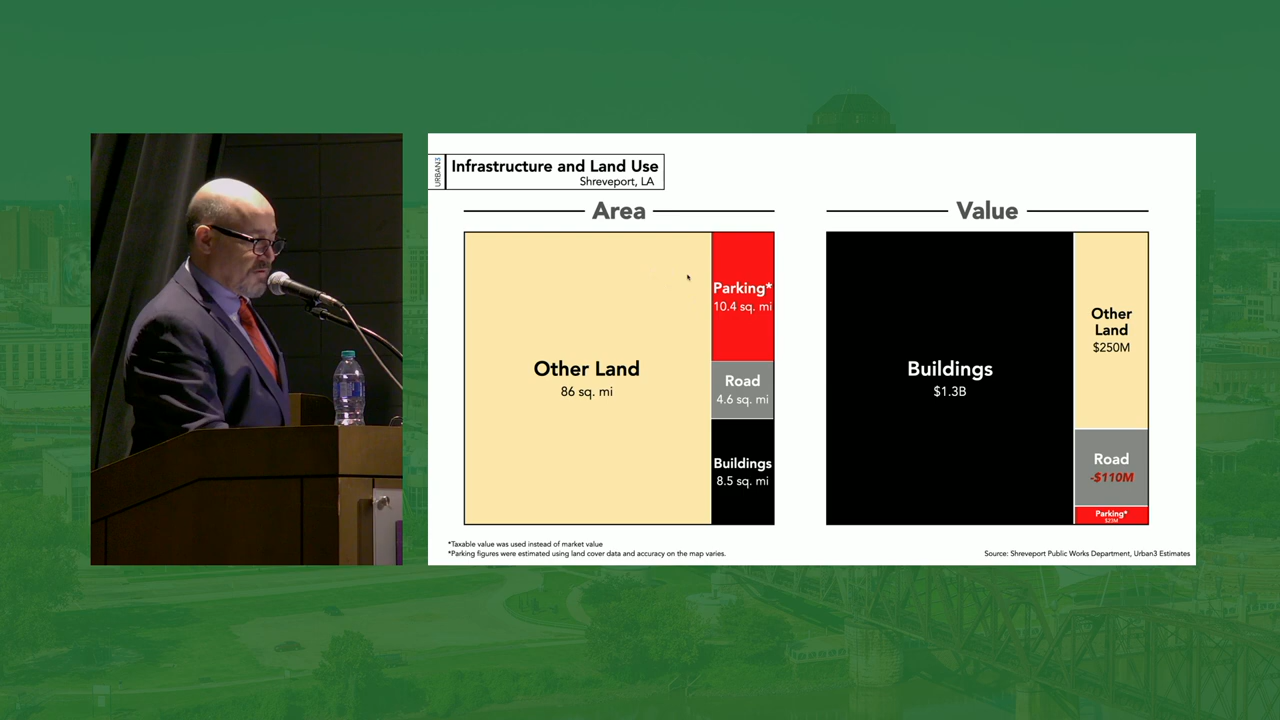 URBAN3
Infrastructure and Land Use
Shreveport, LA
Area
Other Land
86 sq. mi
Parking*
10.4 sq. mi
Road
4.6 sq. mi
Buildings
8.5 sq. mi
Value
Buildings
$1.3B
Other
Land
$250M
Road
-$110M
Parking*
$23M
*Taxable value was used instead of market value
*Parking figures were estimated using land cover data and accuracy on the map varies.
Source: Shreveport Public Works Department, Urban3 Estimates